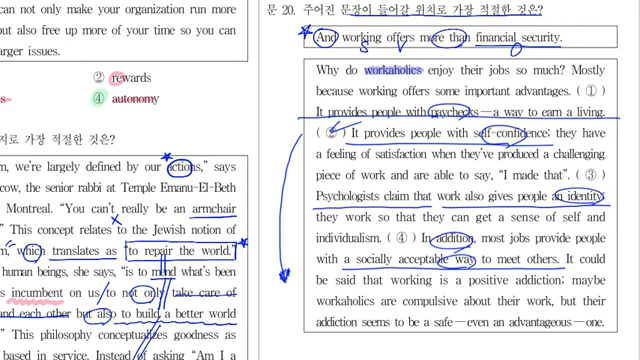 can not only make your organization run more
but also free up more of your time so you can
larger issues.
② rewards
④ autonomy
지로 가장 적절한 것은?
we're largely defined by our actions," says
cow, the senior rabbi at Temple Emanu-El-Beth
Montreal. "You can't really be an armchair
" This concept relates to the Jewish notion of
which translates as "to repair the world."
human beings, she says, "is to mend what's been
incumbent on us to not only take care of
and each other but also to build a better world
" This philosophy conceptualizes goodness as
based in service. Instead of asking "Am I a
문 20. 주어진 문장이 들어갈 위치로 가장 적절한 것은?
And working offers more than financial security.
S V O
Why do workaholics enjoy their jobs so much? Mostly
because working offers some important advantages. ( ① )
It provides people with paychecks—a way to earn a living.
( ② ) It provides people with self-confidence; they have
a feeling of satisfaction when they've produced a challenging
piece of work and are able to say, "I made that". ( ③ )
Psychologists claim that work also gives people an identity;
they work so that they can get a sense of self and
individualism. ( ④ ) In addition, most jobs provide people
with a socially acceptable way to meet others. It could
be said that working is a positive addiction; maybe
workaholics are compulsive about their work, but their
addiction seems to be a safe—even an advantageous—one.